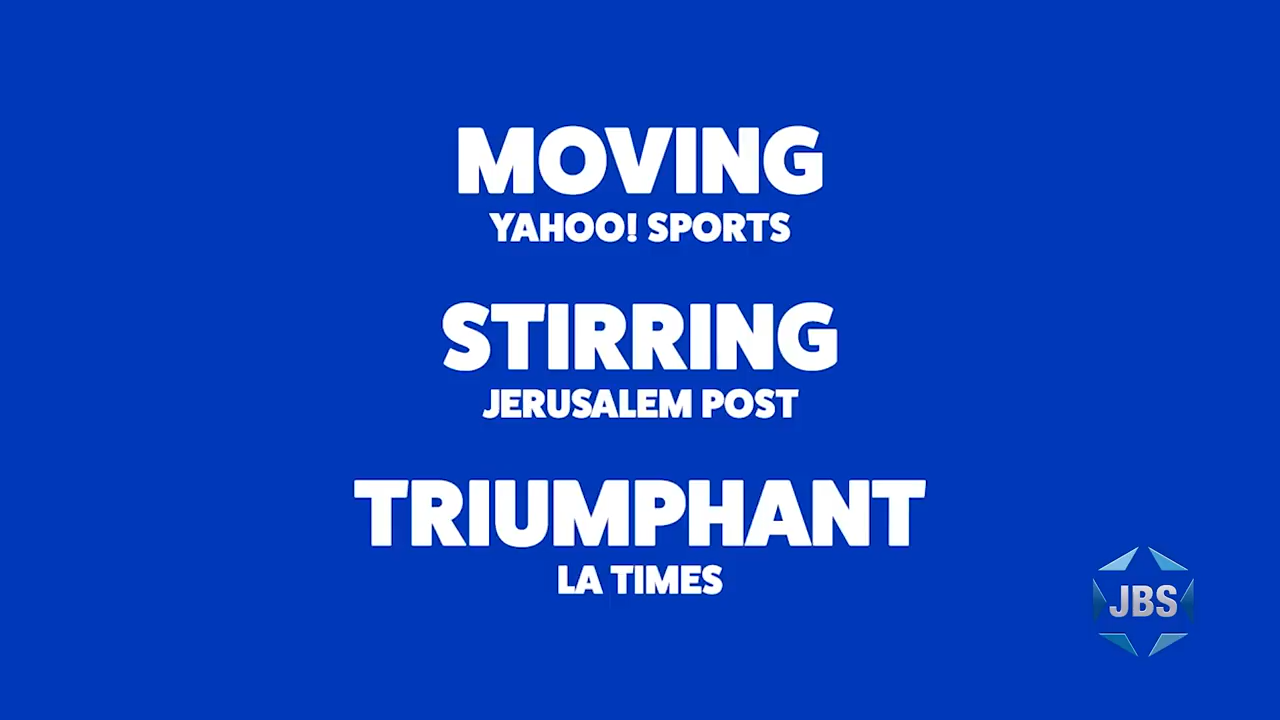 MOVING
YAHOO! SPORTS
STIRRING
JERUSALEM POST
TRIUMPHANT
LA TIMES
JBS